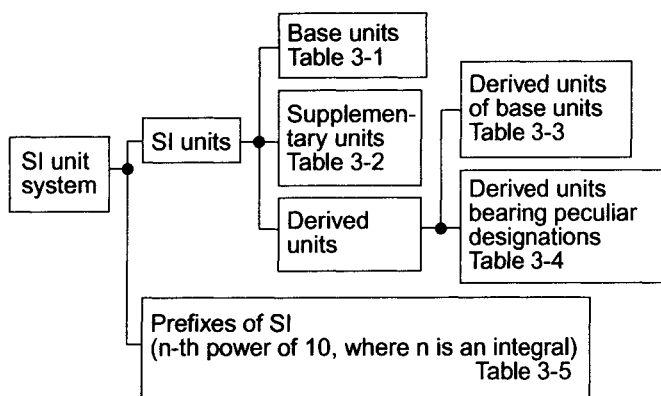 SI unit
system
SI units
Base units
Table 3-1
Supplemen-
tary units
Table 3-2
Derived
units
Derived units
of base units
Table 3-3
Derived units
bearing peculiar
designations
Table 3-4
Prefixes of SI
(n-th power of 10, where n is an integral)
Table 3-5